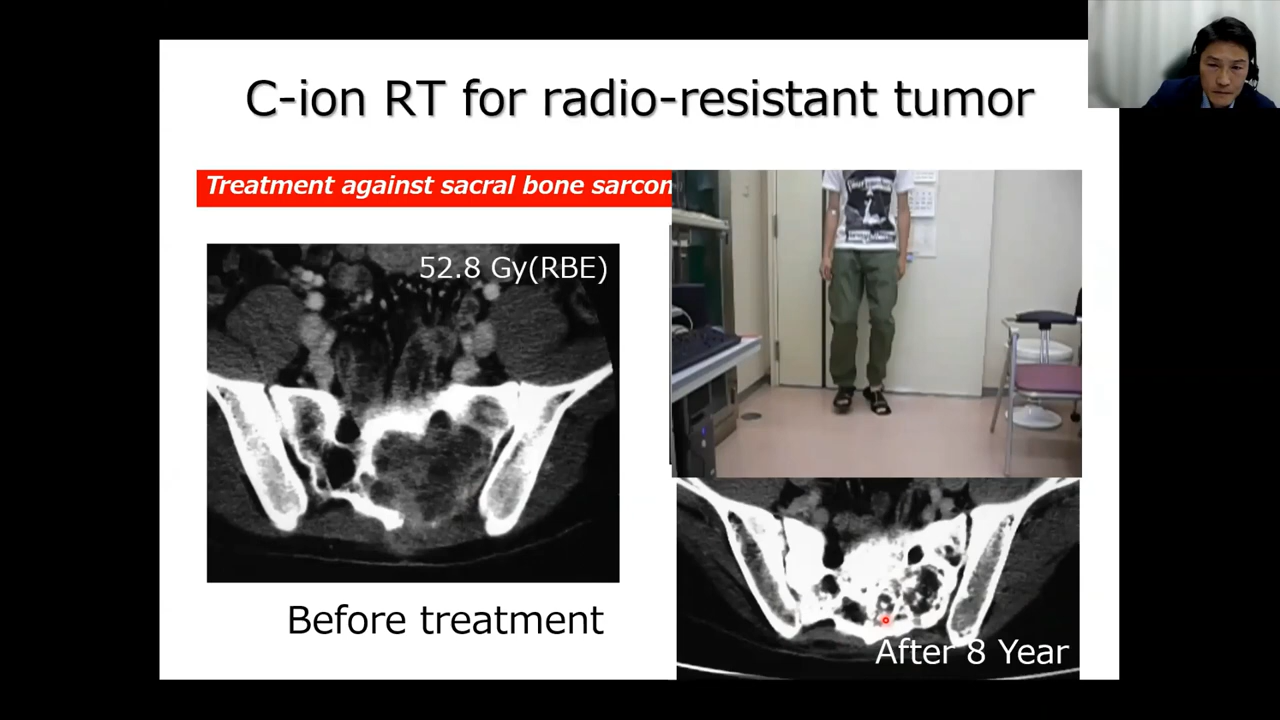 C-ion RT for radio-resistant tumor
Treatment against sacral bone sarcom
52.8 Gy(RBE)
Before treatment
After 8 Year